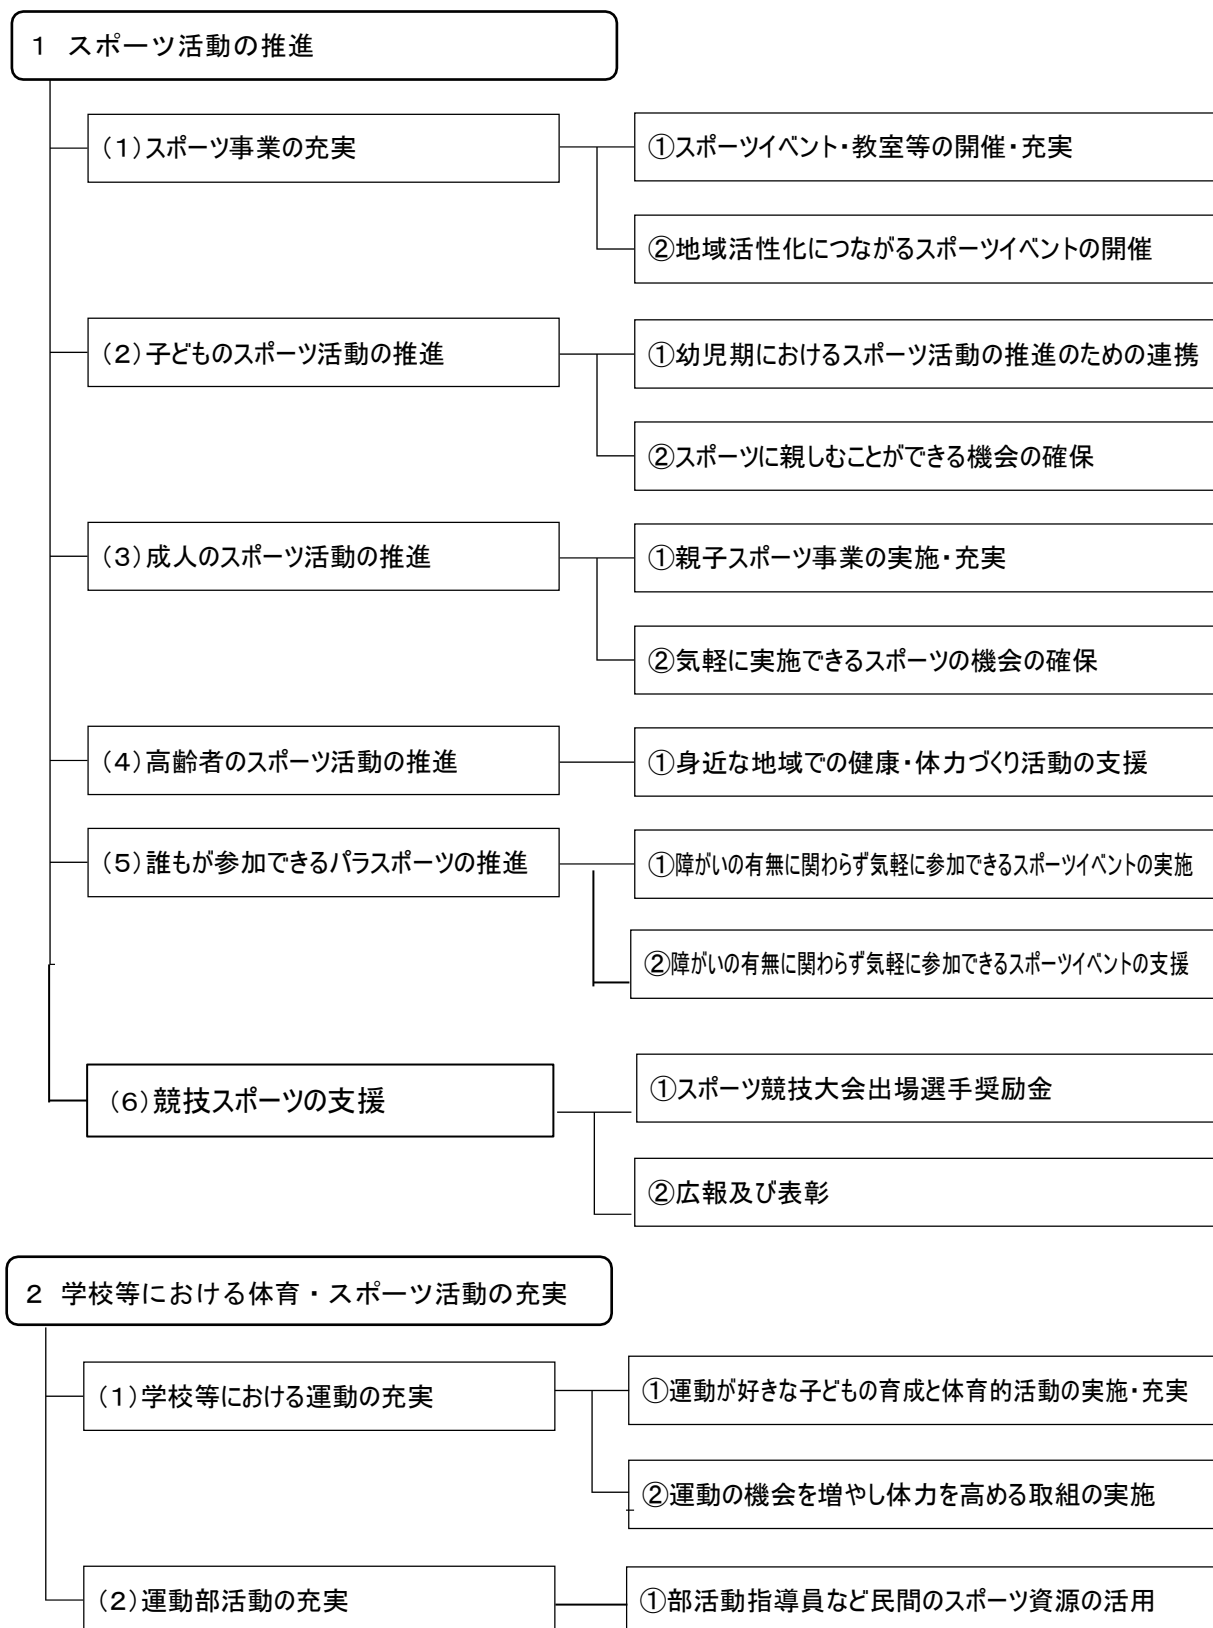 1 スポーツ活動の推進
(1)スポーツ事業の充実
①スポーツイベント・教室等の開催・充実
②地域活性化につながるスポーツイベントの開催
(2)子どものスポーツ活動の推進
①幼児期におけるスポーツ活動の推進のための連携
②スポーツに親しむことができる機会の確保
(3)成人のスポーツ活動の推進
①親子スポーツ事業の実施・充実
②気軽に実施できるスポーツの機会の確保
(4)高齢者のスポーツ活動の推進
①身近な地域での健康・体力づくり活動の支援
(5)誰もが参加できるパラスポーツの推進
①障がいの有無に関わらず気軽に参加できるスポーツイベントの実施
②障がいの有無に関わらず気軽に参加できるスポーツイベントの支援
(6)競技スポーツの支援
①スポーツ競技大会出場選手奨励金
②広報及び表彰
2 学校等における体育・スポーツ活動の充実
(1)学校等における運動の充実
①運動が好きな子どもの育成と体育的活動の実施・充実
②運動の機会を増やし体力を高める取組の実施
(2)運動部活動の充実
①部活動指導員など民間のスポーツ資源の活用